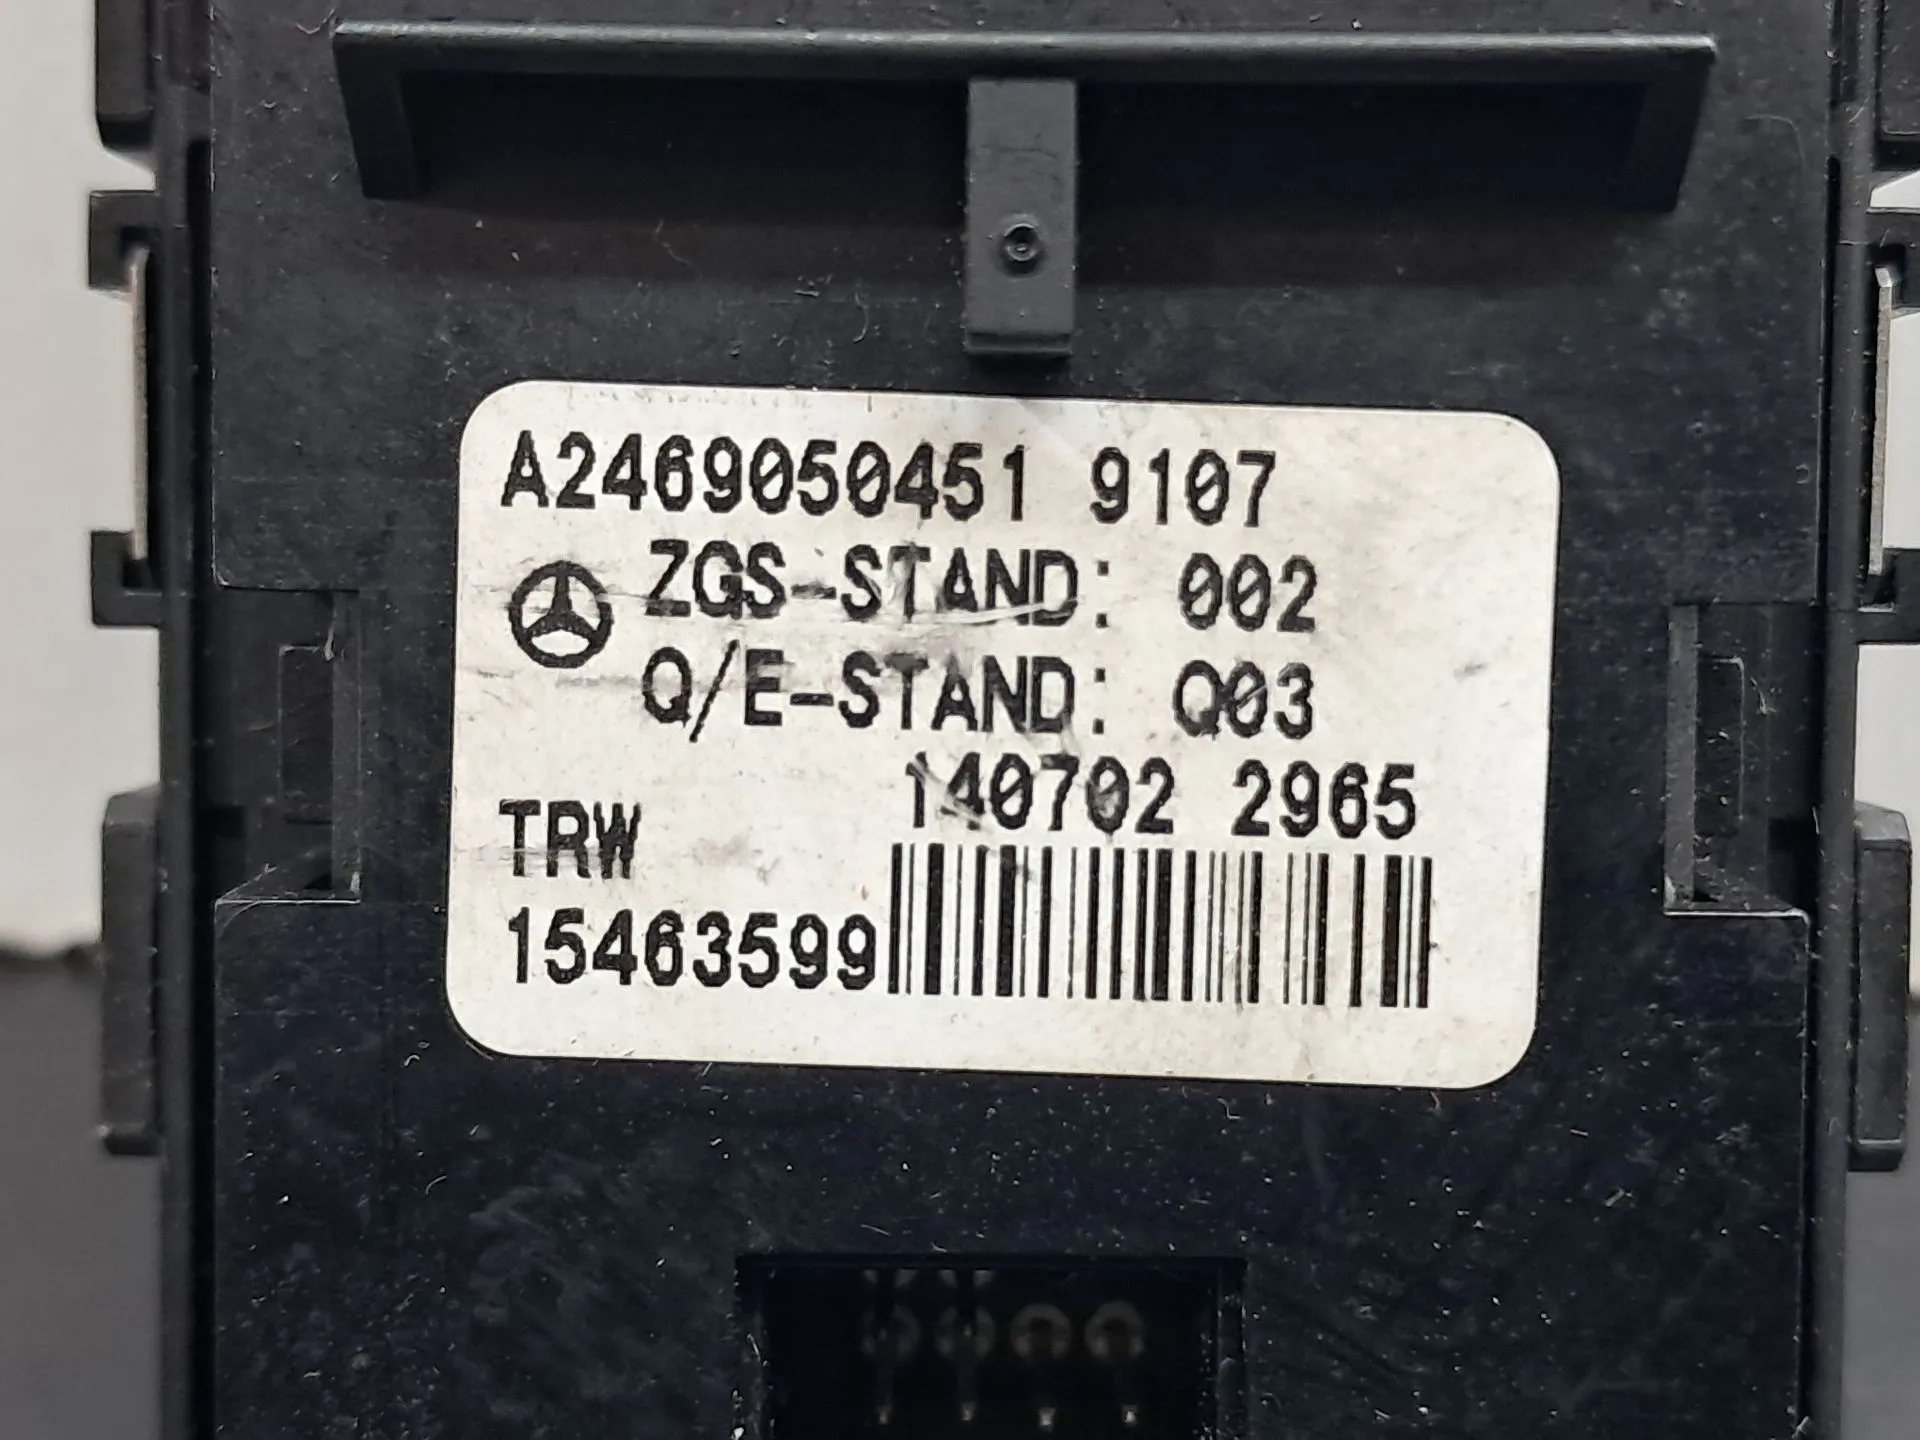 A2469050451 9107
ZGS-STAND: 002
Q/E-STAND: Q03
140702 2965
TRW
15463599